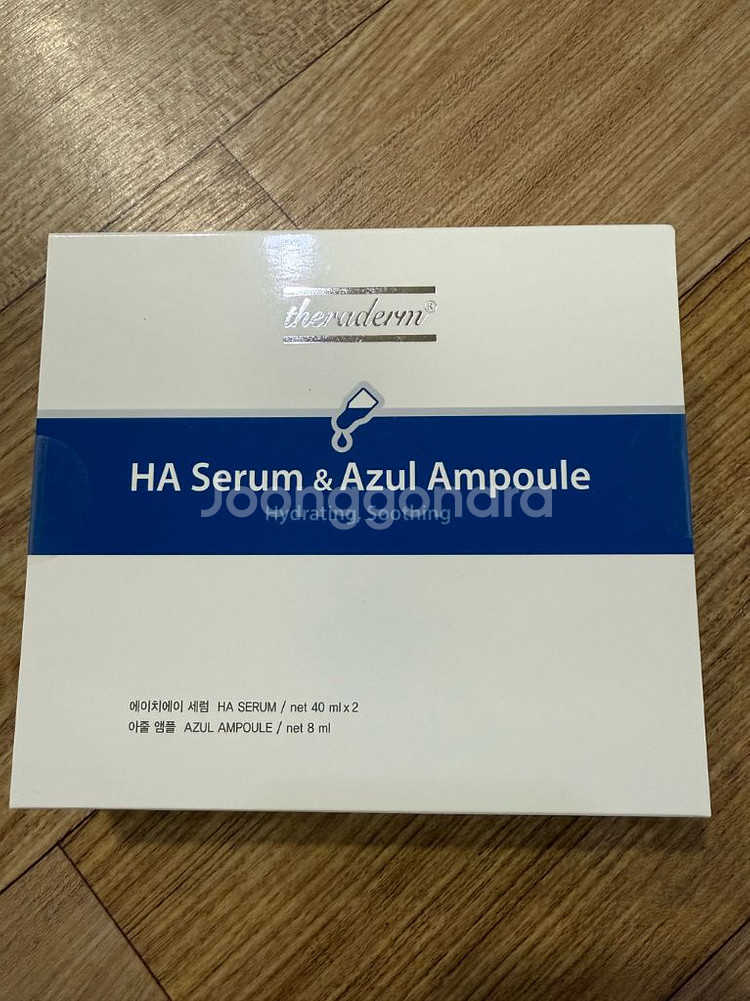 theraderm®
HA Serum & Azul Ampoule
Joonggonara
Hydrating, Soothing
에이치에이 세럼 HA SERUM / net 40 ml x 2
아줄 앰플 AZUL AMPOULE / net 8 ml